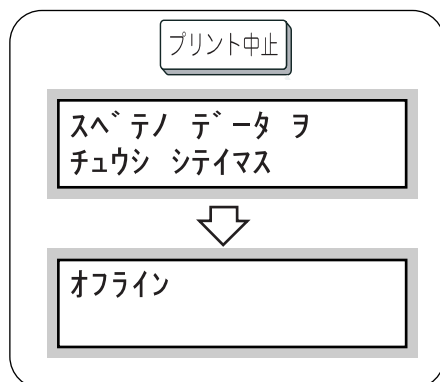 プリント中止
スベテノ データ ヲ
チュウシ シテイマス
オフライン